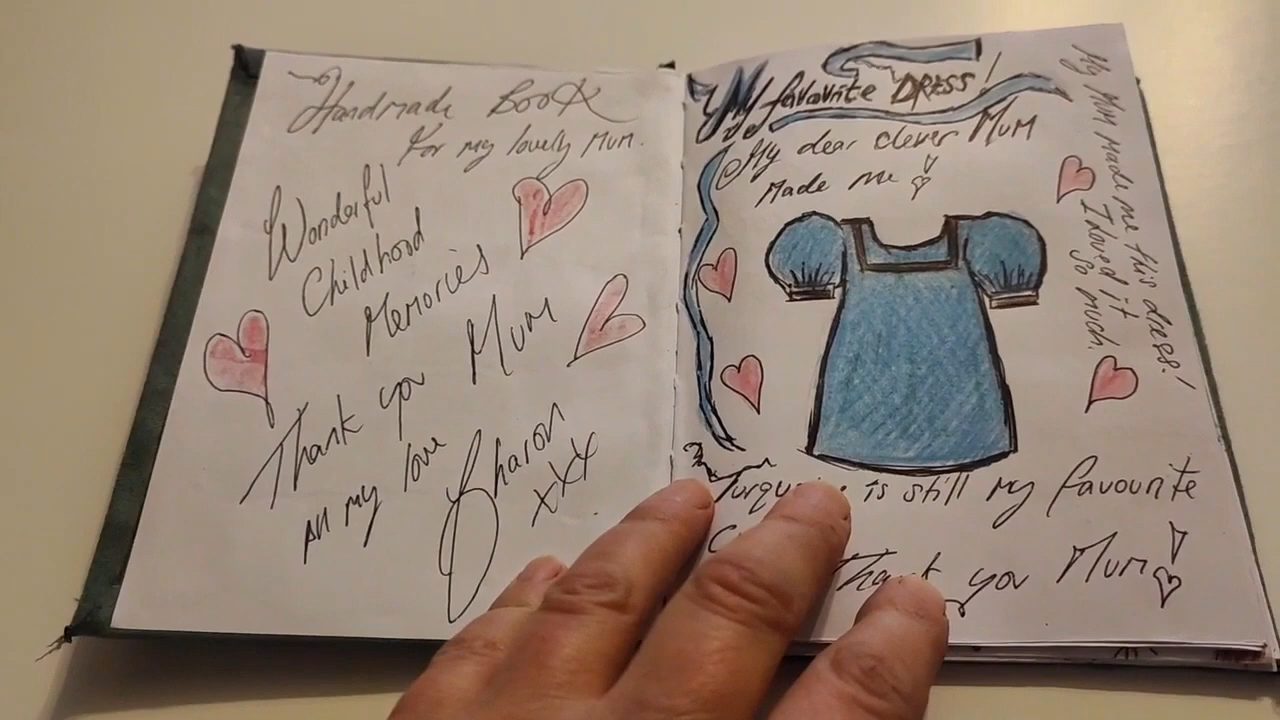 Handmade Book
For my lovely Mum.
Wonderful
Childhood
Memories
Thank you Mum
All my love
Sharon
xxx
My favourite DRESS!
My dear clever Mum
Made me!
My Mum made me this dress!
I loved it
so much.
is still my favourite
Thank you Mum!